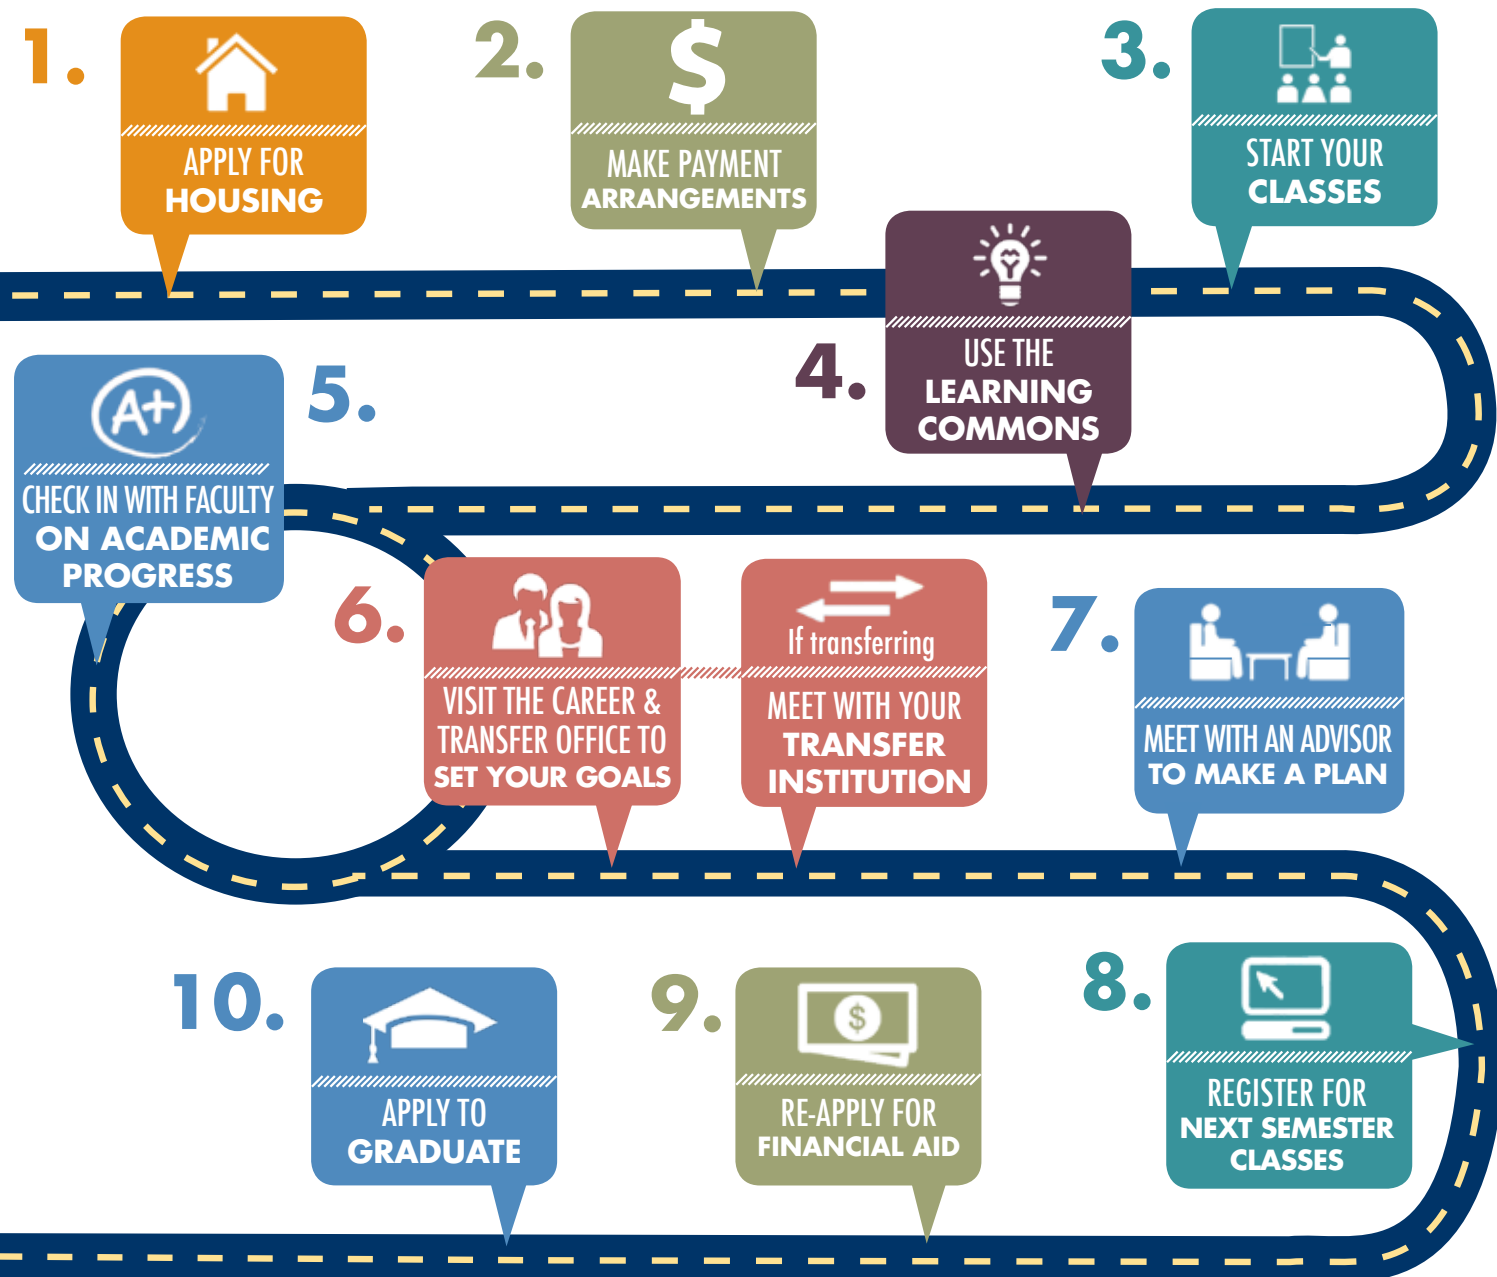 1.
APPLY FOR
HOUSING
2.
$
MAKE PAYMENT
ARRANGEMENTS
3.
START YOUR
CLASSES
4.
USE THE
LEARNING
COMMONS
5.
A+
CHECK IN WITH FACULTY
ON ACADEMIC
PROGRESS
6.
VISIT THE CAREER &
TRANSFER OFFICE TO
SET YOUR GOALS
If transferring
MEET WITH YOUR
TRANSFER
INSTITUTION
7.
MEET WITH AN ADVISOR
TO MAKE A PLAN
8.
REGISTER FOR
NEXT SEMESTER
CLASSES
9.
$
RE-APPLY FOR
FINANCIAL AID
10.
APPLY TO
GRADUATE